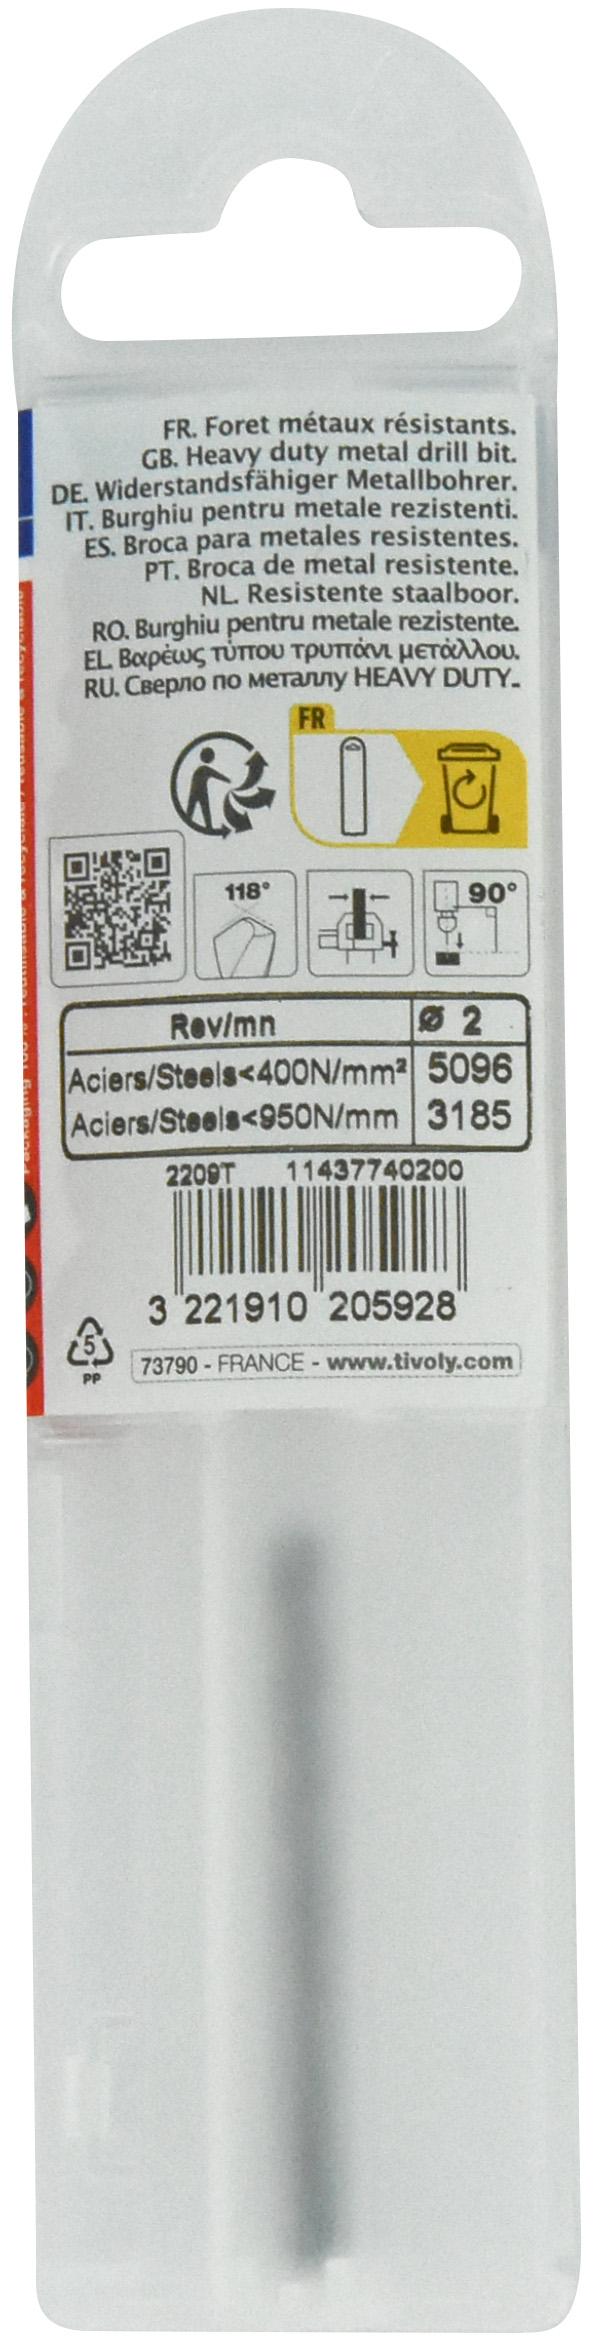 FR. Foret métaux résistants.
GB. Heavy duty metal drill bit.
DE. Widerstandsfähiger Metallbohrer.
IT. Burghiu pentru metale rezistenti.
ES. Broca para metales resistentes.
PT. Broca de metal resistente.
NL. Resistente staalboor.
RO. Burghiu pentru metale rezistente.
EL. Βαρέως τύπου τρυπάνι μετάλλου.
RU. Сверло по металлу HEAVY DUTY.
FR
118°
90°
Rev/mn Ø 2
Aciers/Steels<400N/mm² 5096
Aciers/Steels<950N/mm 3185
2209T 11437740200
3 221910 205928
5
PP
73790 - FRANCE - www.tivoly.com
Packaging 100%